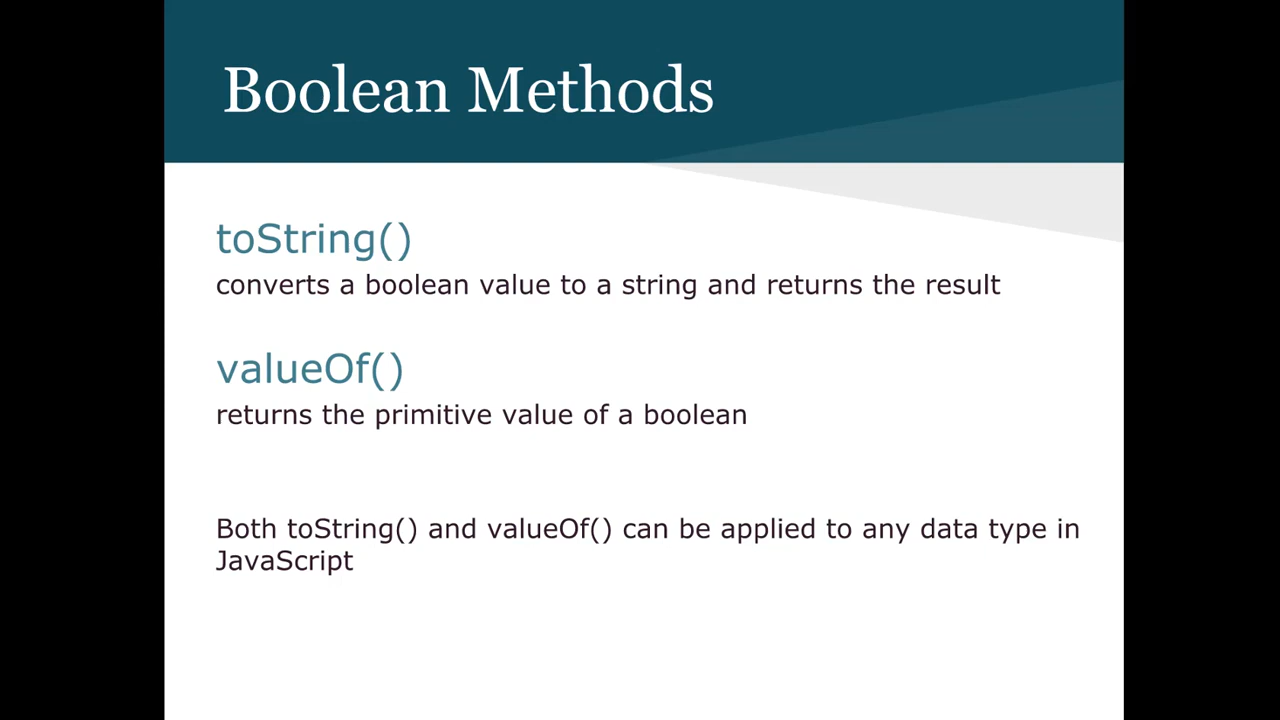 Boolean Methods
toString()
converts a boolean value to a string and returns the result
valueOf()
returns the primitive value of a boolean
Both toString() and valueOf() can be applied to any data type in
JavaScript